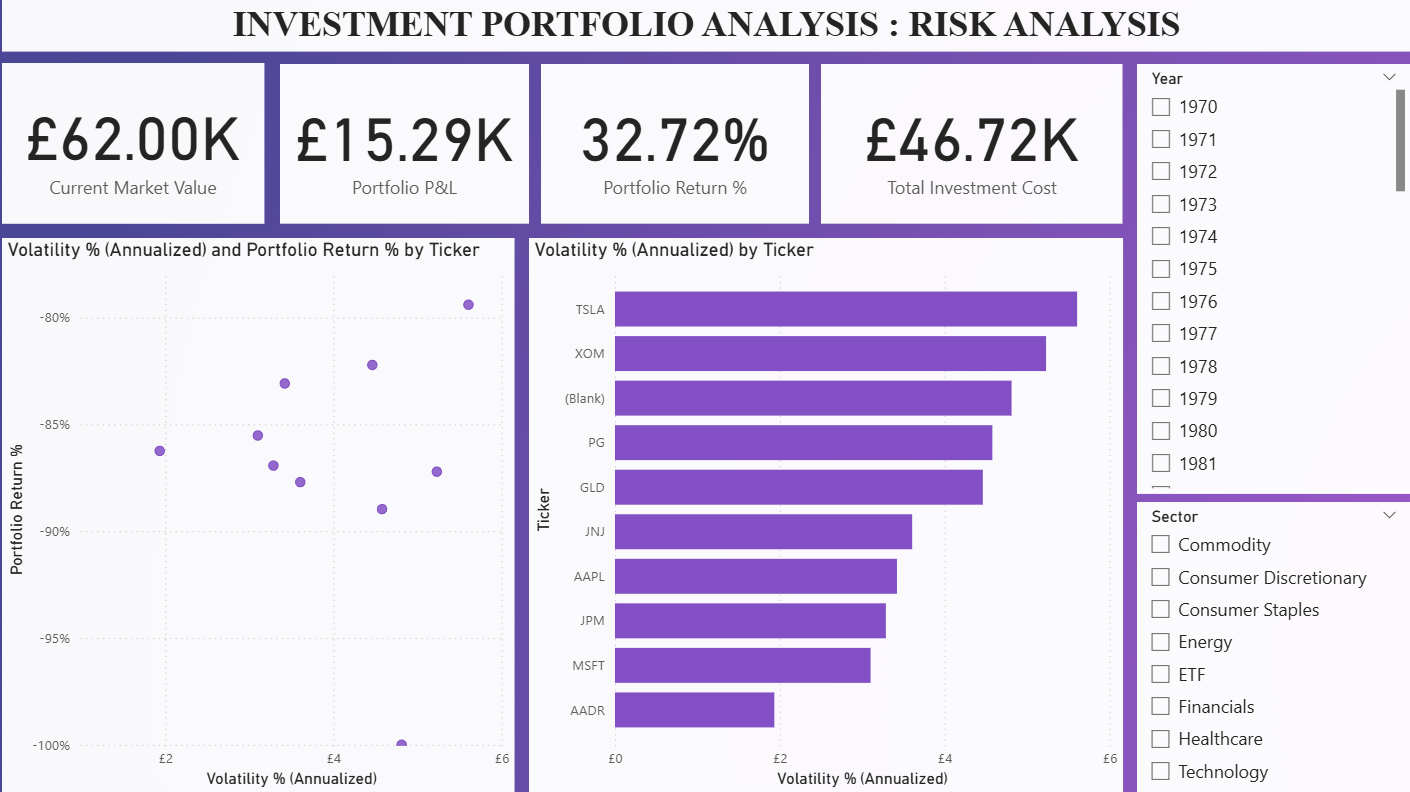 INVESTMENT PORTFOLIO ANALYSIS : RISK ANALYSIS
£62.00K
Current Market Value
£15.29K
Portfolio P&L
32.72%
Portfolio Return %
£46.72K
Total Investment Cost
Year
1970
1971
1972
1973
1974
1975
1976
1977
1978
1979
1980
1981
Volatility % (Annualized) and Portfolio Return % by Ticker
Portfolio Return %
-80%
-85%
-90%
-95%
-100%
£2
£4
£6
Volatility % (Annualized)
Volatility % (Annualized) by Ticker
Ticker
TSLA
XOM
(Blank)
PG
GLD
JNJ
AAPL
JPM
MSFT
AADR
£0
£2
£4
£6
Volatility % (Annualized)
Sector
Commodity
Consumer Discretionary
Consumer Staples
Energy
ETF
Financials
Healthcare
Technology